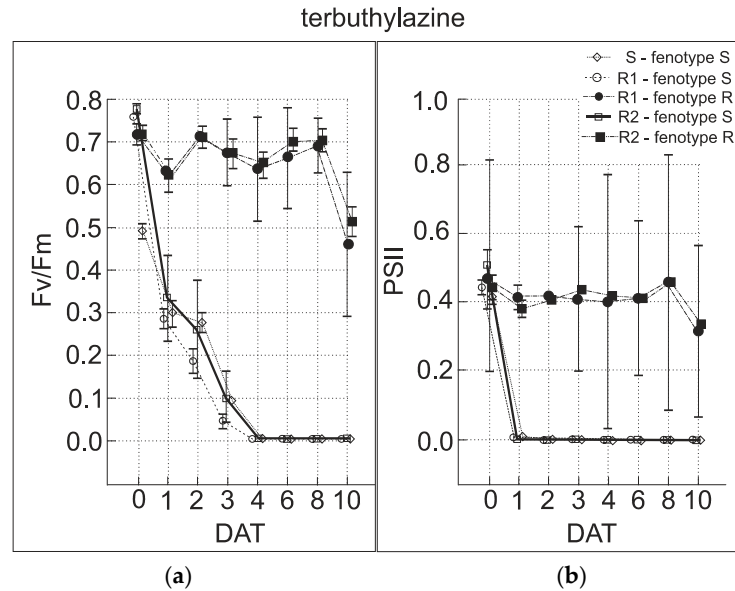 terbuthylazine
S - fenotype S
R1 - fenotype S
R1 - fenotype R
R2 - fenotype S
R2 - fenotype R
Fv/Fm
0.8
0.7
0.6
0.5
0.4
0.3
0.2
0.1
0.0
0 1 2 3 4 6 8 10
DAT
(a)
PSII
1.0
0.8
0.6
0.4
0.2
0.0
0 1 2 3 4 6 8 10
DAT
(b)